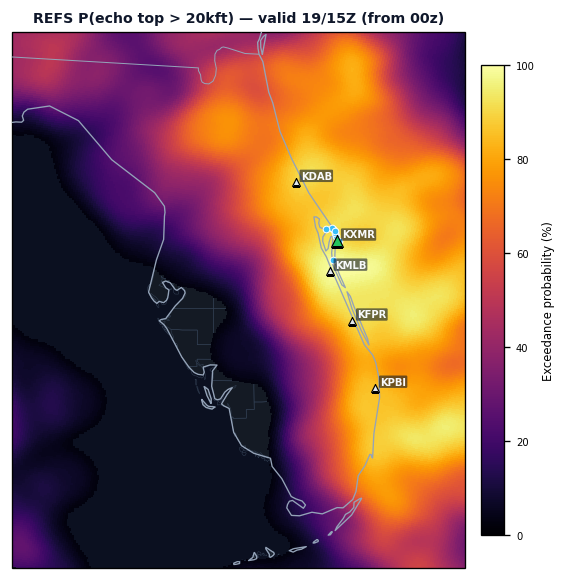 REFS P(echo top > 20kft) — valid 19/15Z (from 00z)
KDAB
KXMR
KMLB
KFPR
KPBI
100
80
60
40
20
0
Exceedance probability (%)